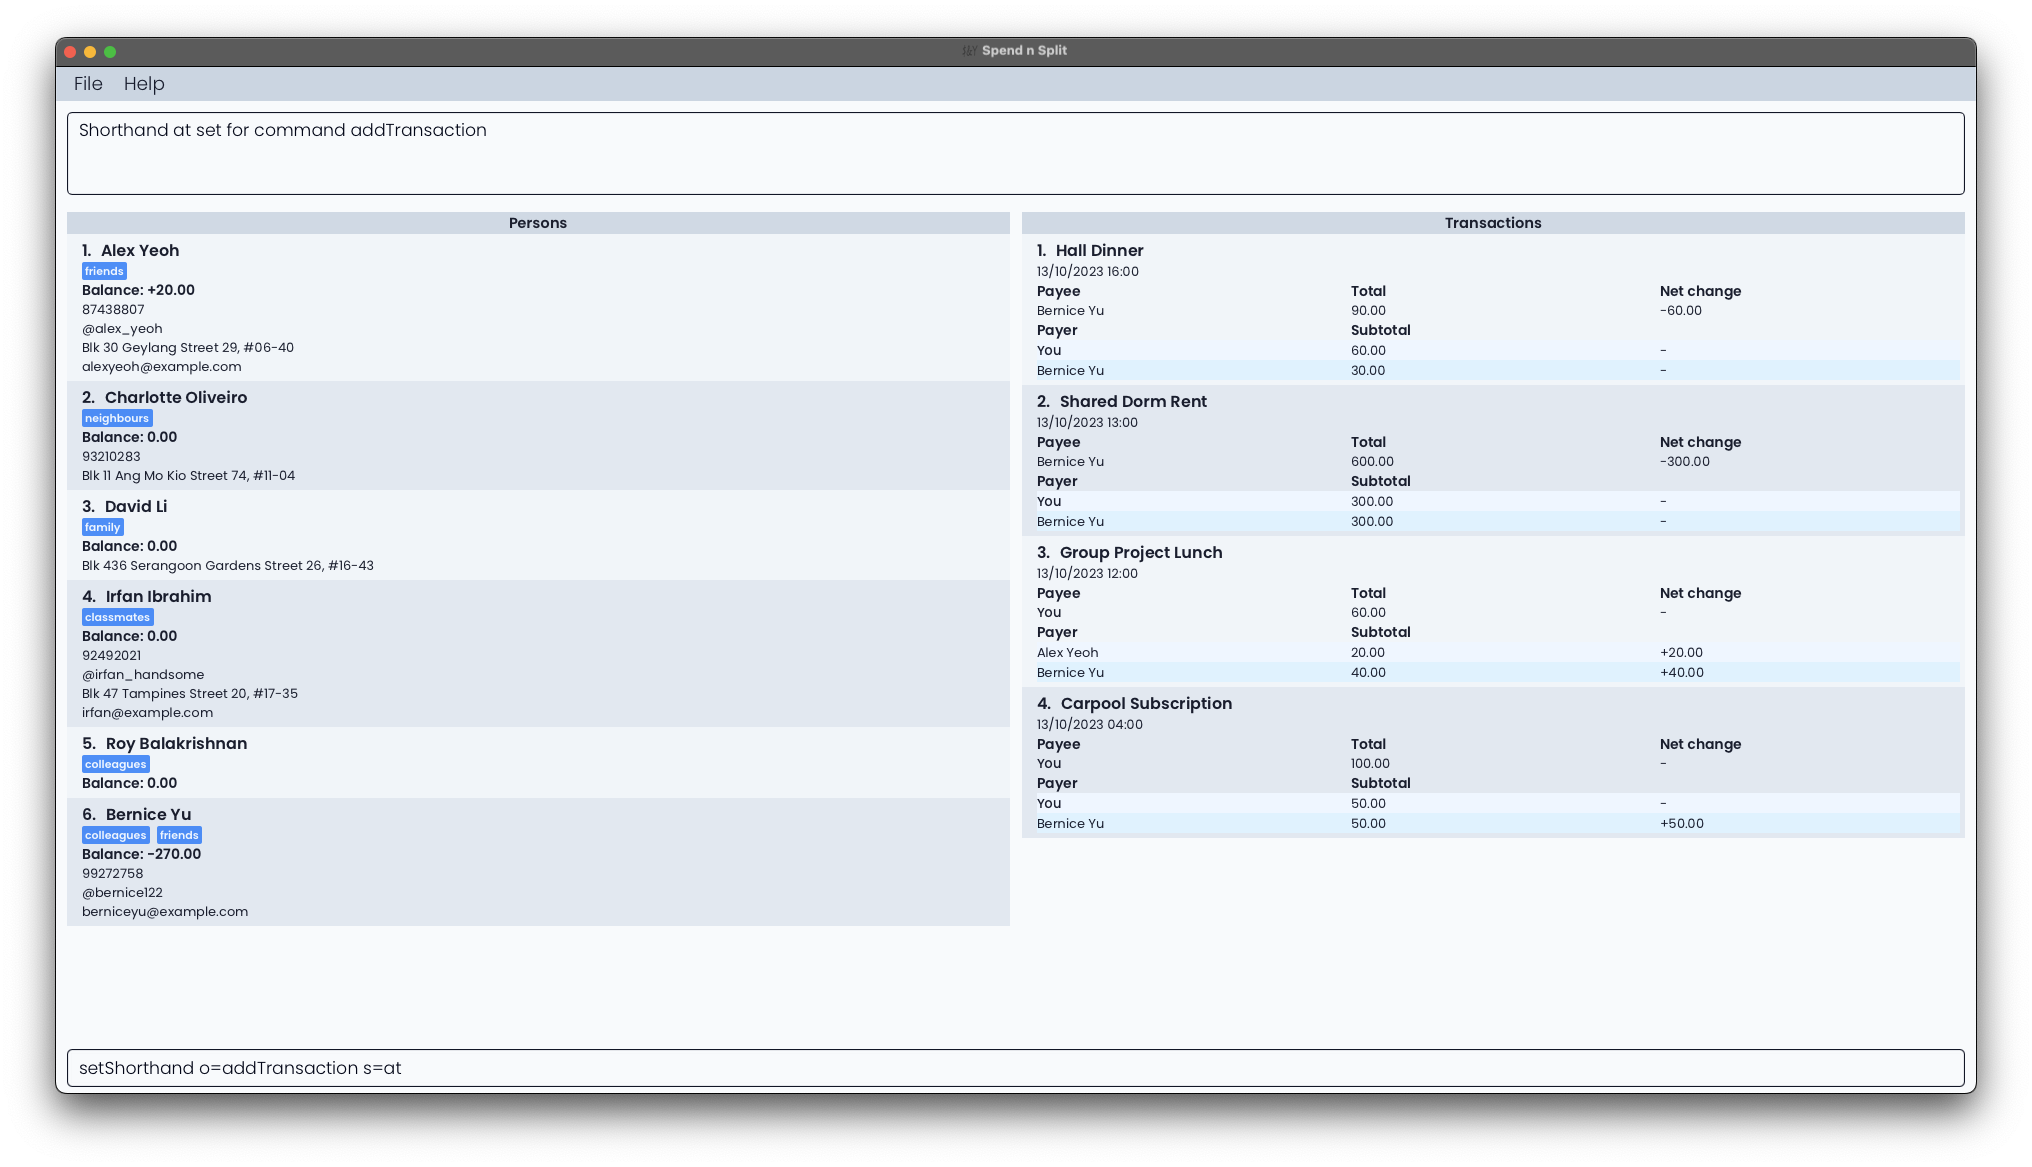 Spend n Split
File Help
Shorthand at set for command addTransaction
Persons
1. Alex Yeoh
friends
Balance: +20.00
87438807
@alex_yeoh
Blk 30 Geylang Street 29, #06-40
alexyeoh@example.com
2. Charlotte Oliveiro
neighbours
Balance: 0.00
93210283
Blk 11 Ang Mo Kio Street 74, #11-04
3. David Li
family
Balance: 0.00
Blk 436 Serangoon Gardens Street 26, #16-43
4. Irfan Ibrahim
classmates
Balance: 0.00
92492021
@irfan_handsome
Blk 47 Tampines Street 20, #17-35
irfan@example.com
5. Roy Balakrishnan
colleagues
Balance: 0.00
6. Bernice Yu
colleagues friends
Balance: -270.00
99272758
@bernice122
berniceyu@example.com
Transactions
1. Hall Dinner
13/10/2023 16:00
Payee Total Net change
Bernice Yu 90.00 -60.00
Payer Subtotal
You 60.00 -
Bernice Yu 30.00 -
2. Shared Dorm Rent
13/10/2023 13:00
Payee Total Net change
Bernice Yu 600.00 -300.00
Payer Subtotal
You 300.00 -
Bernice Yu 300.00 -
3. Group Project Lunch
13/10/2023 12:00
Payee Total Net change
You 60.00 -
Payer Subtotal
Alex Yeoh 20.00 +20.00
Bernice Yu 40.00 +40.00
4. Carpool Subscription
13/10/2023 04:00
Payee Total Net change
You 100.00 -
Payer Subtotal
You 50.00 -
Bernice Yu 50.00 +50.00
setShorthand o=addTransaction s=at